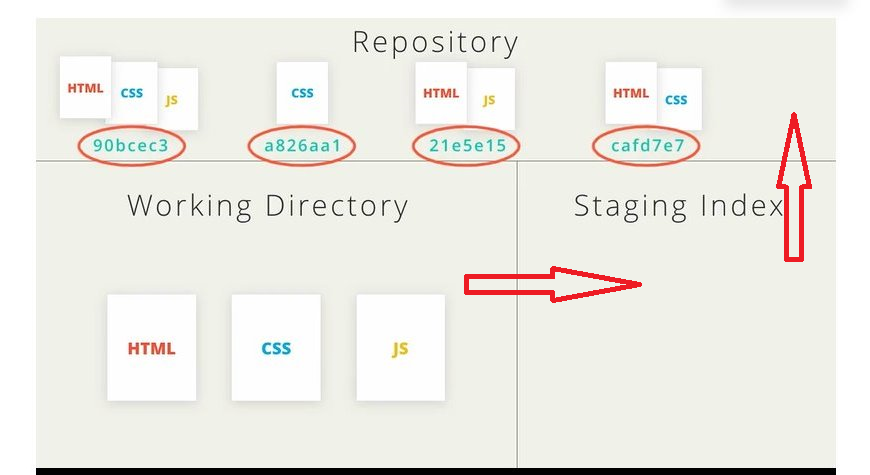 Repository
HTML CSS JS
CSS
HTML JS
HTML CSS
90bcec3
a826aa1
21e5e15
cafd7e7
Working Directory
Staging Index
HTML
CSS
JS